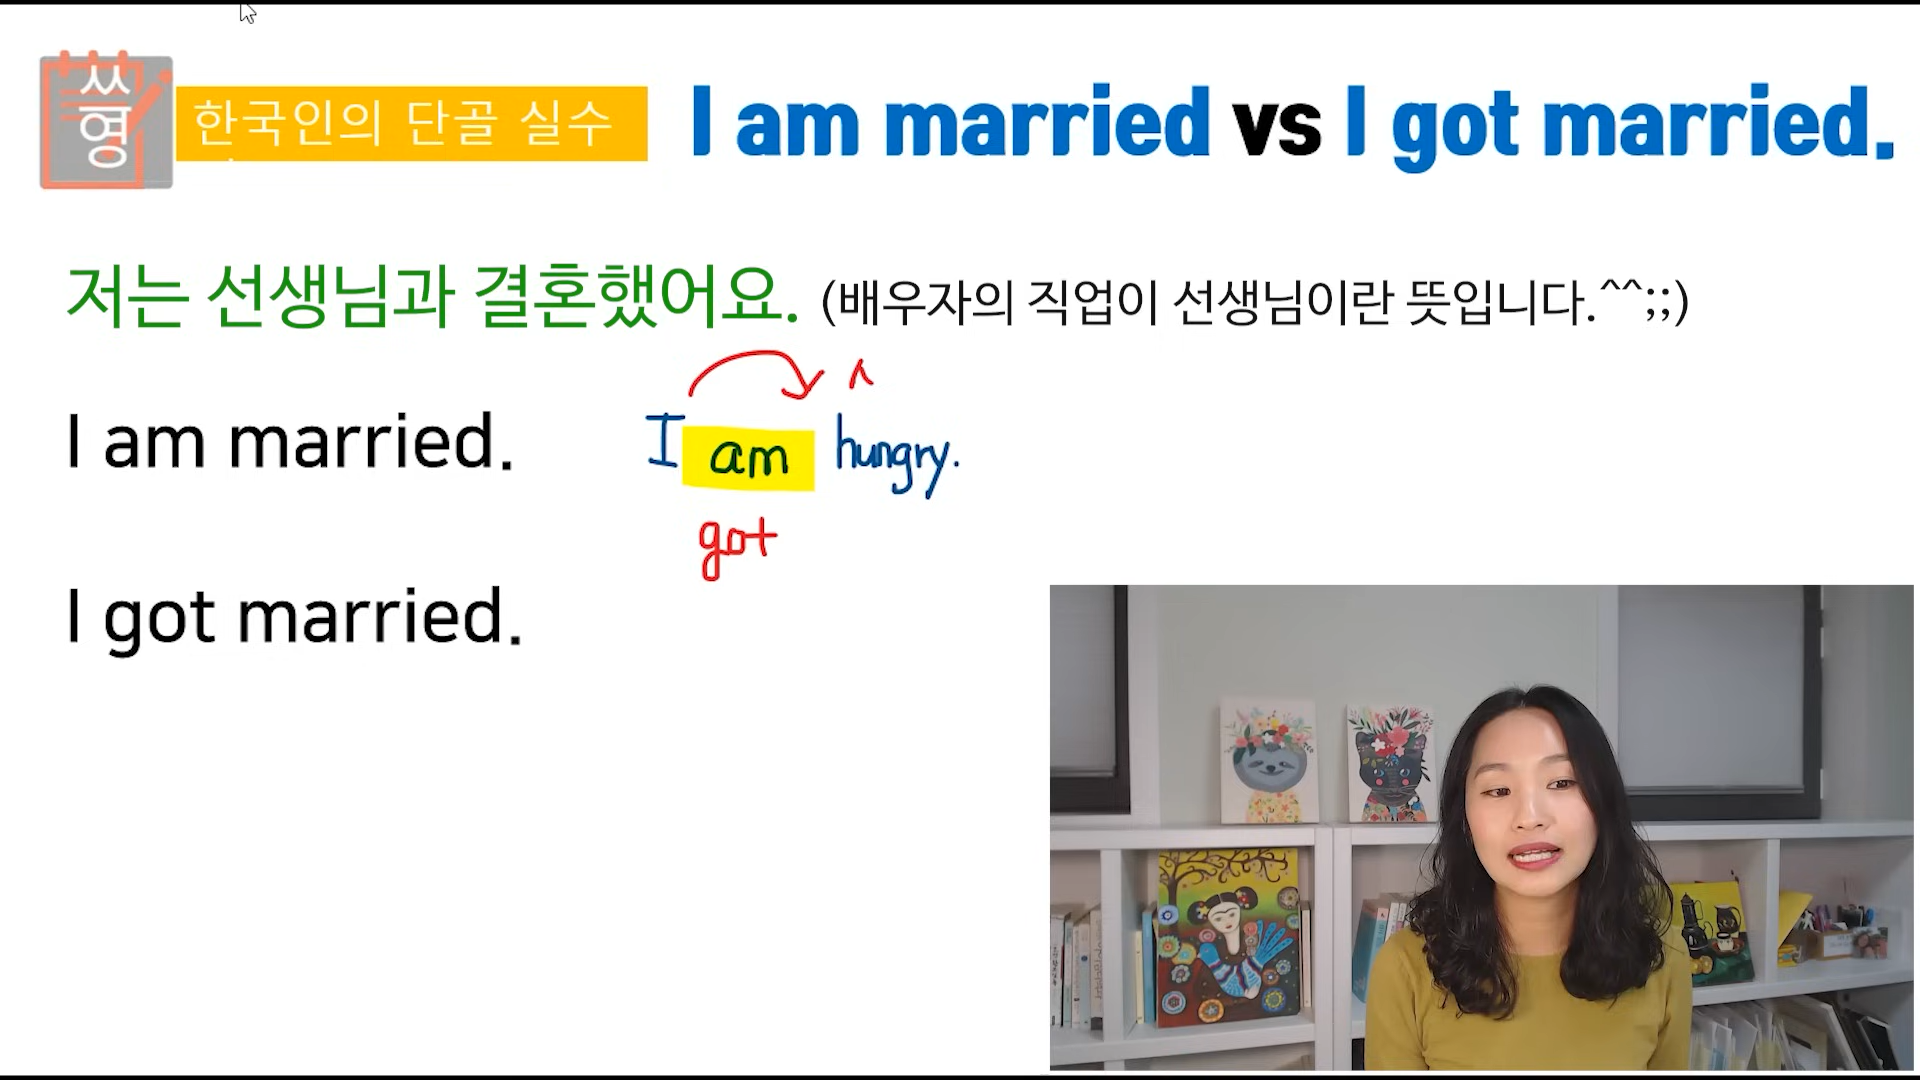 쓰영
한국인의 단골 실수
I am married vs I got married.
저는 선생님과 결혼했어요. (배우자의 직업이 선생님이란 뜻입니다.^^;;)
I am married.
I am hungry.
got
I got married.